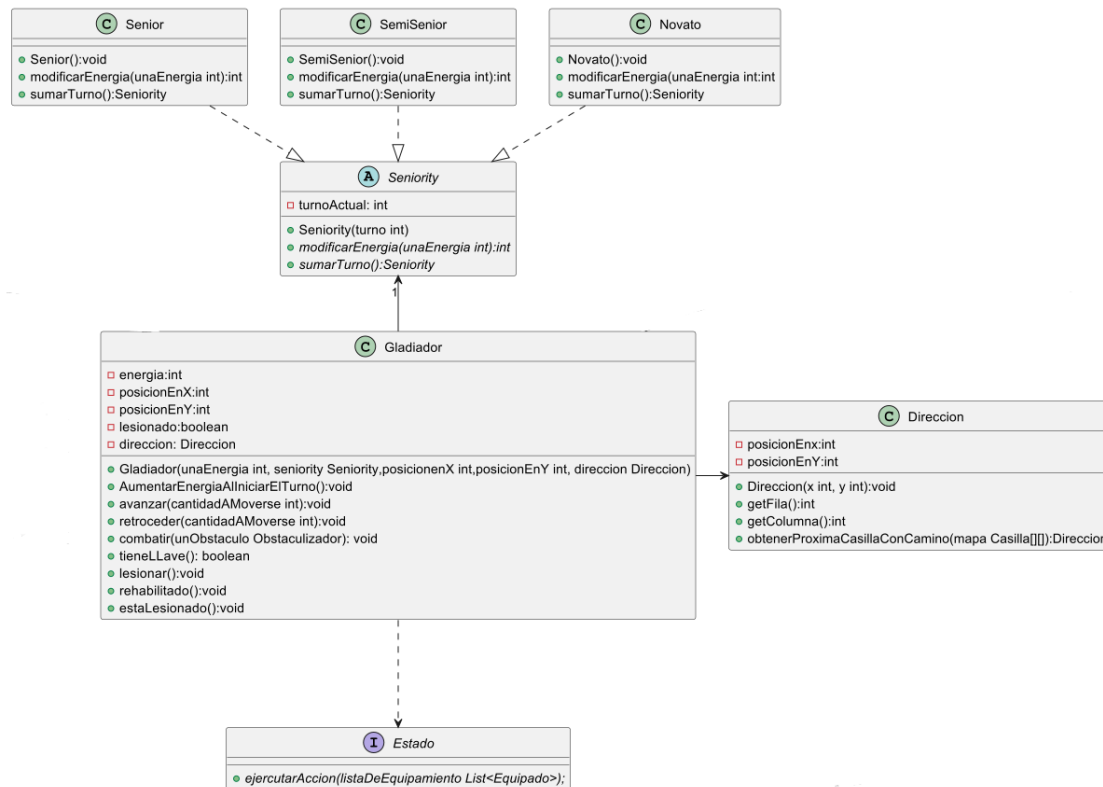 C Senior
Senior():void
modificarEnergia(unaEnergia int):int
sumarTurno():Seniority
C SemiSenior
SemiSenior():void
modificarEnergia(unaEnergia int):int
sumarTurno():Seniority
C Novato
Novato():void
modificarEnergia(unaEnergia int:int
sumarTurno():Seniority
A Seniority
turnoActual: int
Seniority(turno int)
modificarEnergia(unaEnergia int):int
sumarTurno():Seniority
1
C Gladiador
energia:int
posicionEnX:int
posicionEnY:int
lesionado:boolean
direccion: Direccion
Gladiador(unaEnergia int, seniority Seniority,posicionenX int,posicionEnY int, direccion Direccion)
AumentarEnergiaAlIniciarElTurno():void
avanzar(cantidadAMoverse int):void
retroceder(cantidadAMoverse int):void
combatir(unObstaculo Obstaculizador): void
tieneLLave(): boolean
lesionar():void
rehabilitado():void
estaLesionado():void
C Direccion
posicionEnx:int
posicionEnY:int
Direccion(x int, y int):void
getFila():int
getColumna():int
obtenerProximaCasillaConCamino(mapa Casilla[][]):Direccion
I Estado
ejercutarAccion(listaDeEquipamiento List<Equipado>);